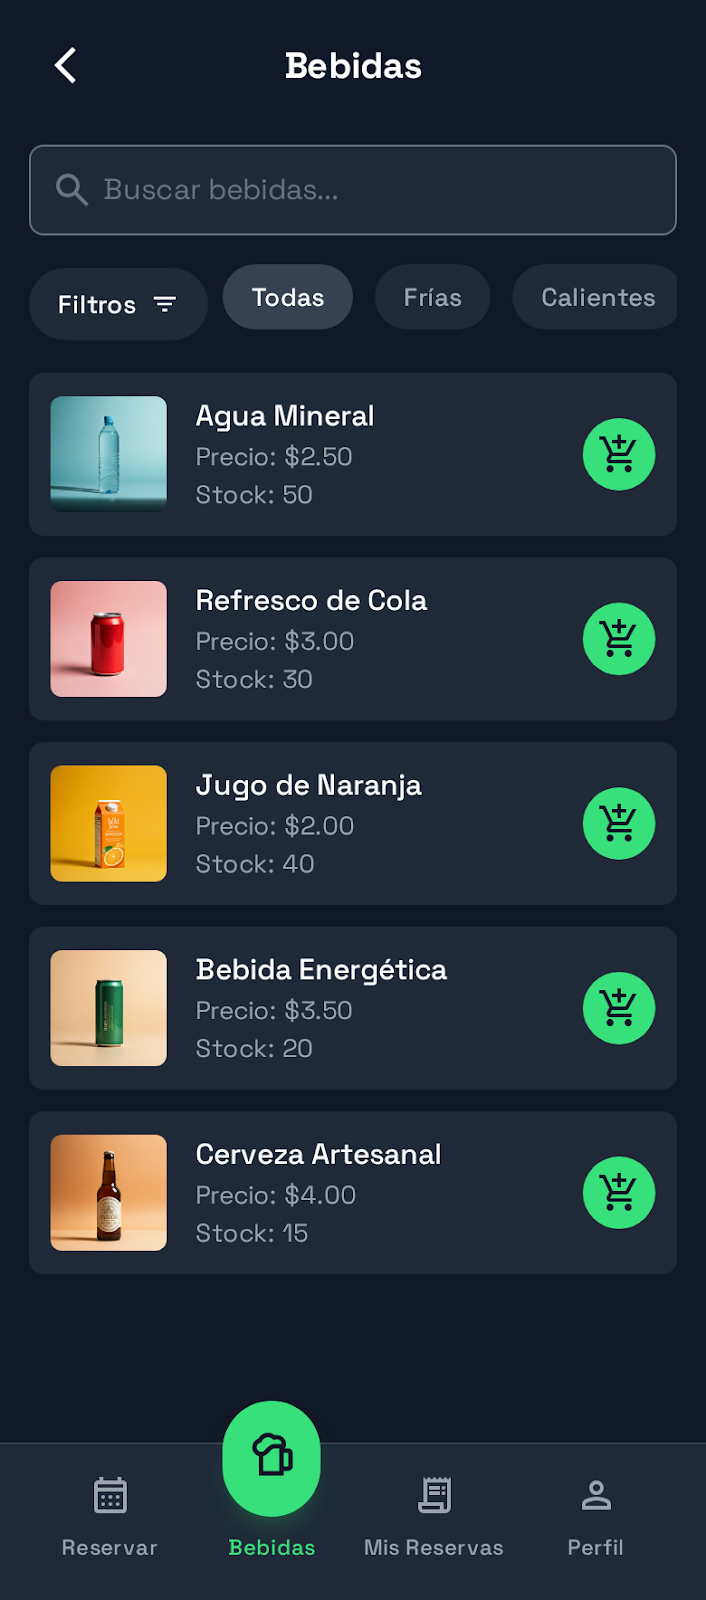 Bebidas
Buscar bebidas...
Filtros
Todas
Frías
Calientes
Agua Mineral
Precio: $2.50
Stock: 50
Refresco de Cola
Precio: $3.00
Stock: 30
Jugo de Naranja
Precio: $2.00
Stock: 40
Bebida Energética
Precio: $3.50
Stock: 20
Cerveza Artesanal
Precio: $4.00
Stock: 15
Reservar
Bebidas
Mis Reservas
Perfil